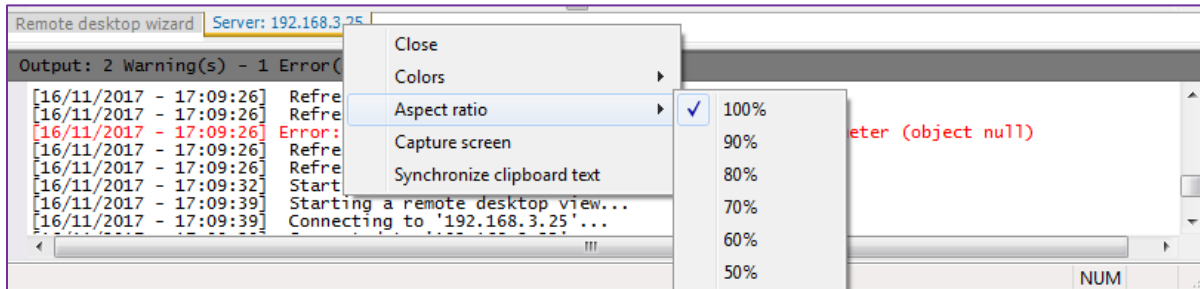 Remote desktop wizard Server: 192.168.3.25
Close
Output: 2 Warning(s) - 1 Error(
Colors
[16/11/2017 - 17:09:26] Refre
Aspect ratio
100%
[16/11/2017 - 17:09:26] Refre
[16/11/2017 - 17:09:26] Error: eter (object null)
Capture screen
90%
[16/11/2017 - 17:09:26] Refre
[16/11/2017 - 17:09:26] Refre
Synchronize clipboard text
80%
[16/11/2017 - 17:09:32] Start
[16/11/2017 - 17:09:39] Starting a remote desktop view...
70%
[16/11/2017 - 17:09:39] Connecting to '192.168.3.25'...
60%
50%
NUM